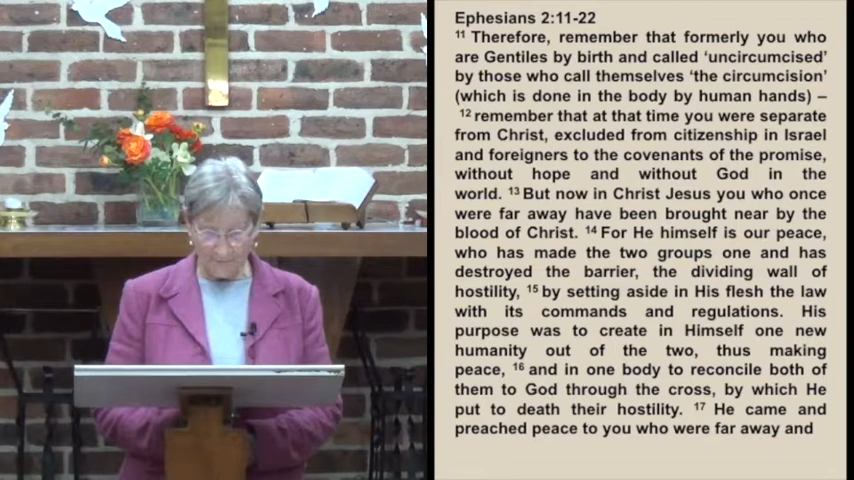 Ephesians 2:11-22
11 Therefore, remember that formerly you who
are Gentiles by birth and called ‘uncircumcised’
by those who call themselves ‘the circumcision’
(which is done in the body by human hands) –
12 remember that at that time you were separate
from Christ, excluded from citizenship in Israel
and foreigners to the covenants of the promise,
without hope and without God in the
world. 13 But now in Christ Jesus you who once
were far away have been brought near by the
blood of Christ. 14 For He himself is our peace,
who has made the two groups one and has
destroyed the barrier, the dividing wall of
hostility, 15 by setting aside in His flesh the law
with its commands and regulations. His
purpose was to create in Himself one new
humanity out of the two, thus making
peace, 16 and in one body to reconcile both of
them to God through the cross, by which He
put to death their hostility. 17 He came and
preached peace to you who were far away and